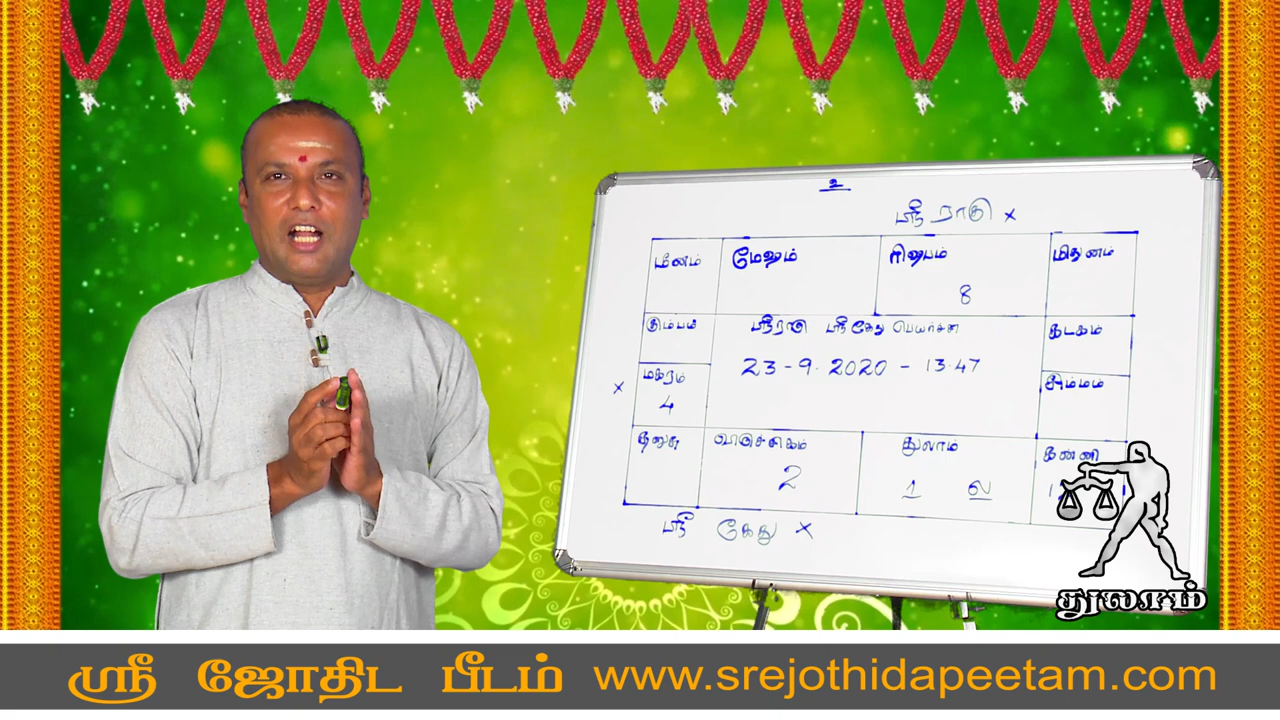 உ
ஸ்ரீ ராகு x
மீனம் மேஷம் ரிஷபம் மிதுனம்
8
கும்பம் ஸ்ரீ ராகு ஸ்ரீ கேது பெயர்ச்சி கடகம்
23-9-2020 - 13.47
x மகரம் சிம்மம்
4
தனுசு விருச்சிகம் துலாம் கன்னி
2 1 ல
ஸ்ரீ கேது x
துலாம்
ஸ்ரீ ஜோதிட பீடம் www.srejothidapeetam.com